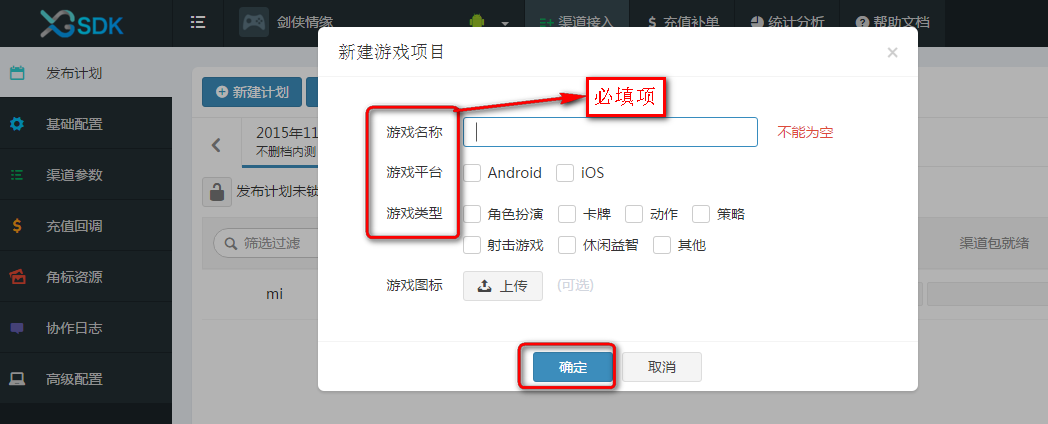 XGSDK
剑侠情缘
渠道接入
$ 充值补单
统计分析
帮助文档
发布计划
基础配置
渠道参数
充值回调
角标资源
协作日志
高级配置
新建计划
2015年11
不删档内测
发布计划未锁
筛选过滤
渠道包就绪
mi
新建游戏项目
×
必填项
游戏名称
不能为空
游戏平台 Android iOS
游戏类型 角色扮演 卡牌 动作 策略
射击游戏 休闲益智 其他
游戏图标 上传 (可选)
确定 取消